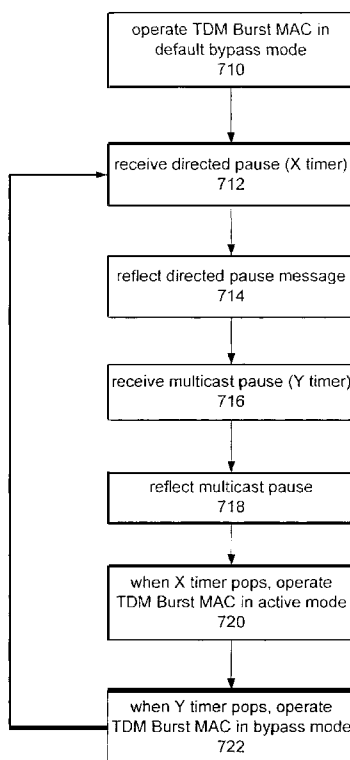 operate TDM Burst MAC in
default bypass mode
710
receive directed pause (X timer)
712
reflect directed pause message
714
receive multicast pause (Y timer)
716
reflect multicast pause
718
when X timer pops, operate
TDM Burst MAC in active mode
720
when Y timer pops, operate
TDM Burst MAC in bypass mode
722